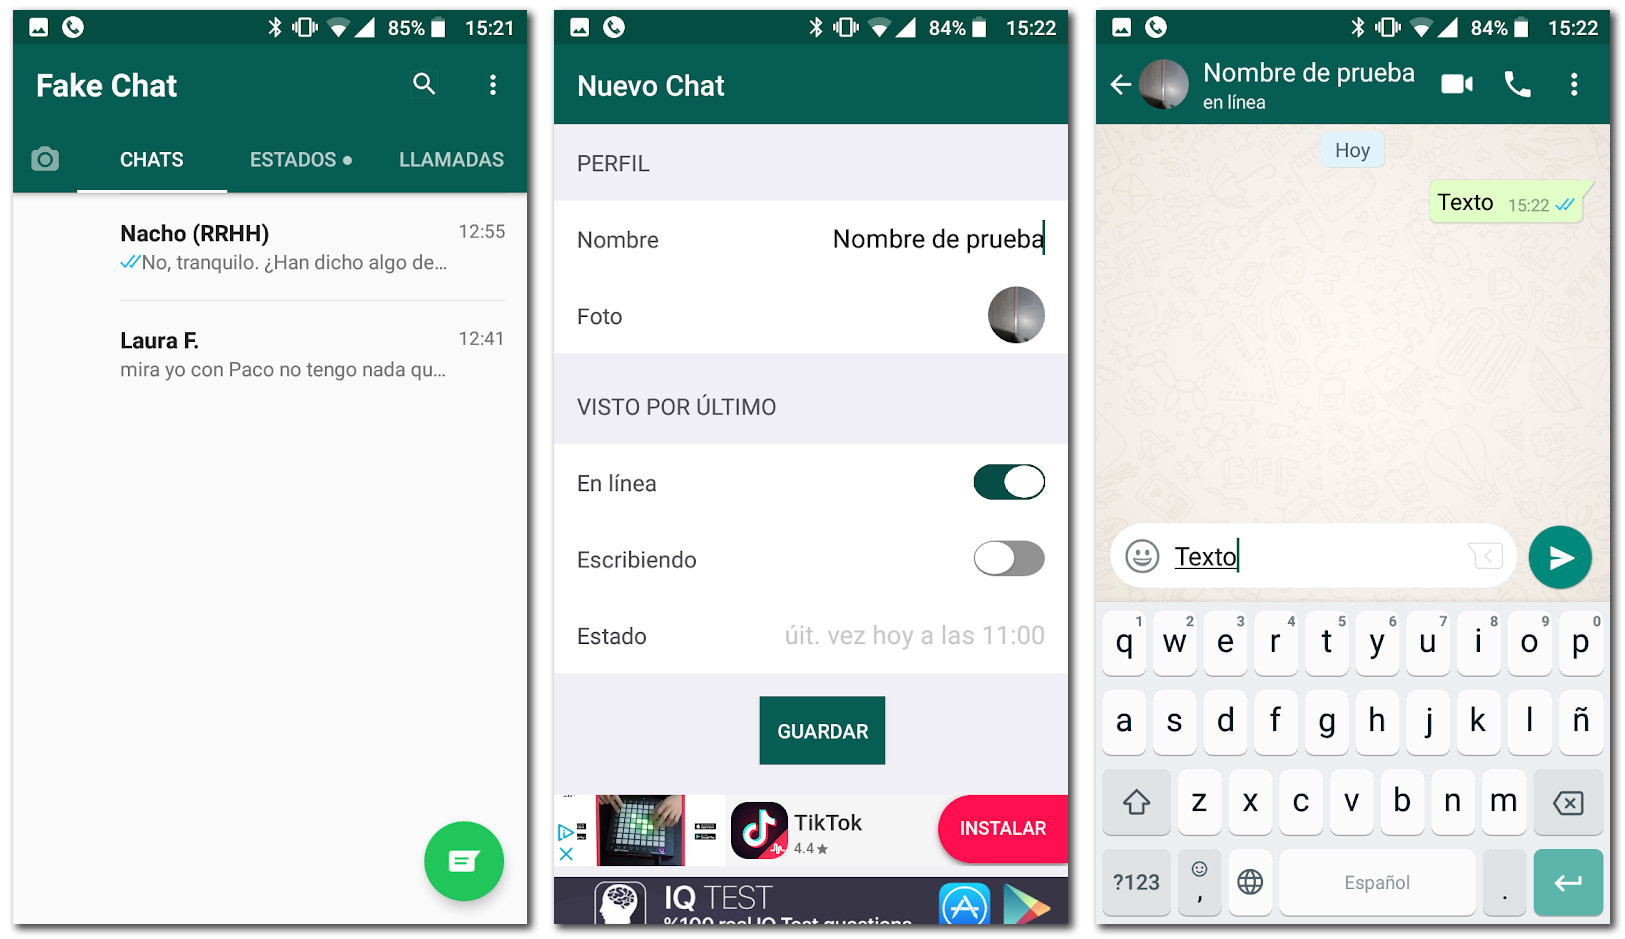 85% 15:21
Fake Chat
CHATS ESTADOS LLAMADAS
Nacho (RRHH) 12:55
No, tranquilo. ¿Han dicho algo de...
Laura F. 12:41
mira yo con Paco no tengo nada qu...
84% 15:22
Nuevo Chat
PERFIL
Nombre Nombre de prueba
Foto
VISTO POR ÚLTIMO
En línea
Escribiendo
Estado úit. vez hoy a las 11:00
GUARDAR
TikTok
4.4★
INSTALAR
IQ TEST
%100 real IQ Test questions
84% 15:22
Nombre de prueba
en línea
Hoy
Texto 15:22
BFF
Texto
1 2 3 4 5 6 7 8 9 0
q w e r t y u i o p
a s d f g h j k l ñ
z x c v b n m
?123 , Español .